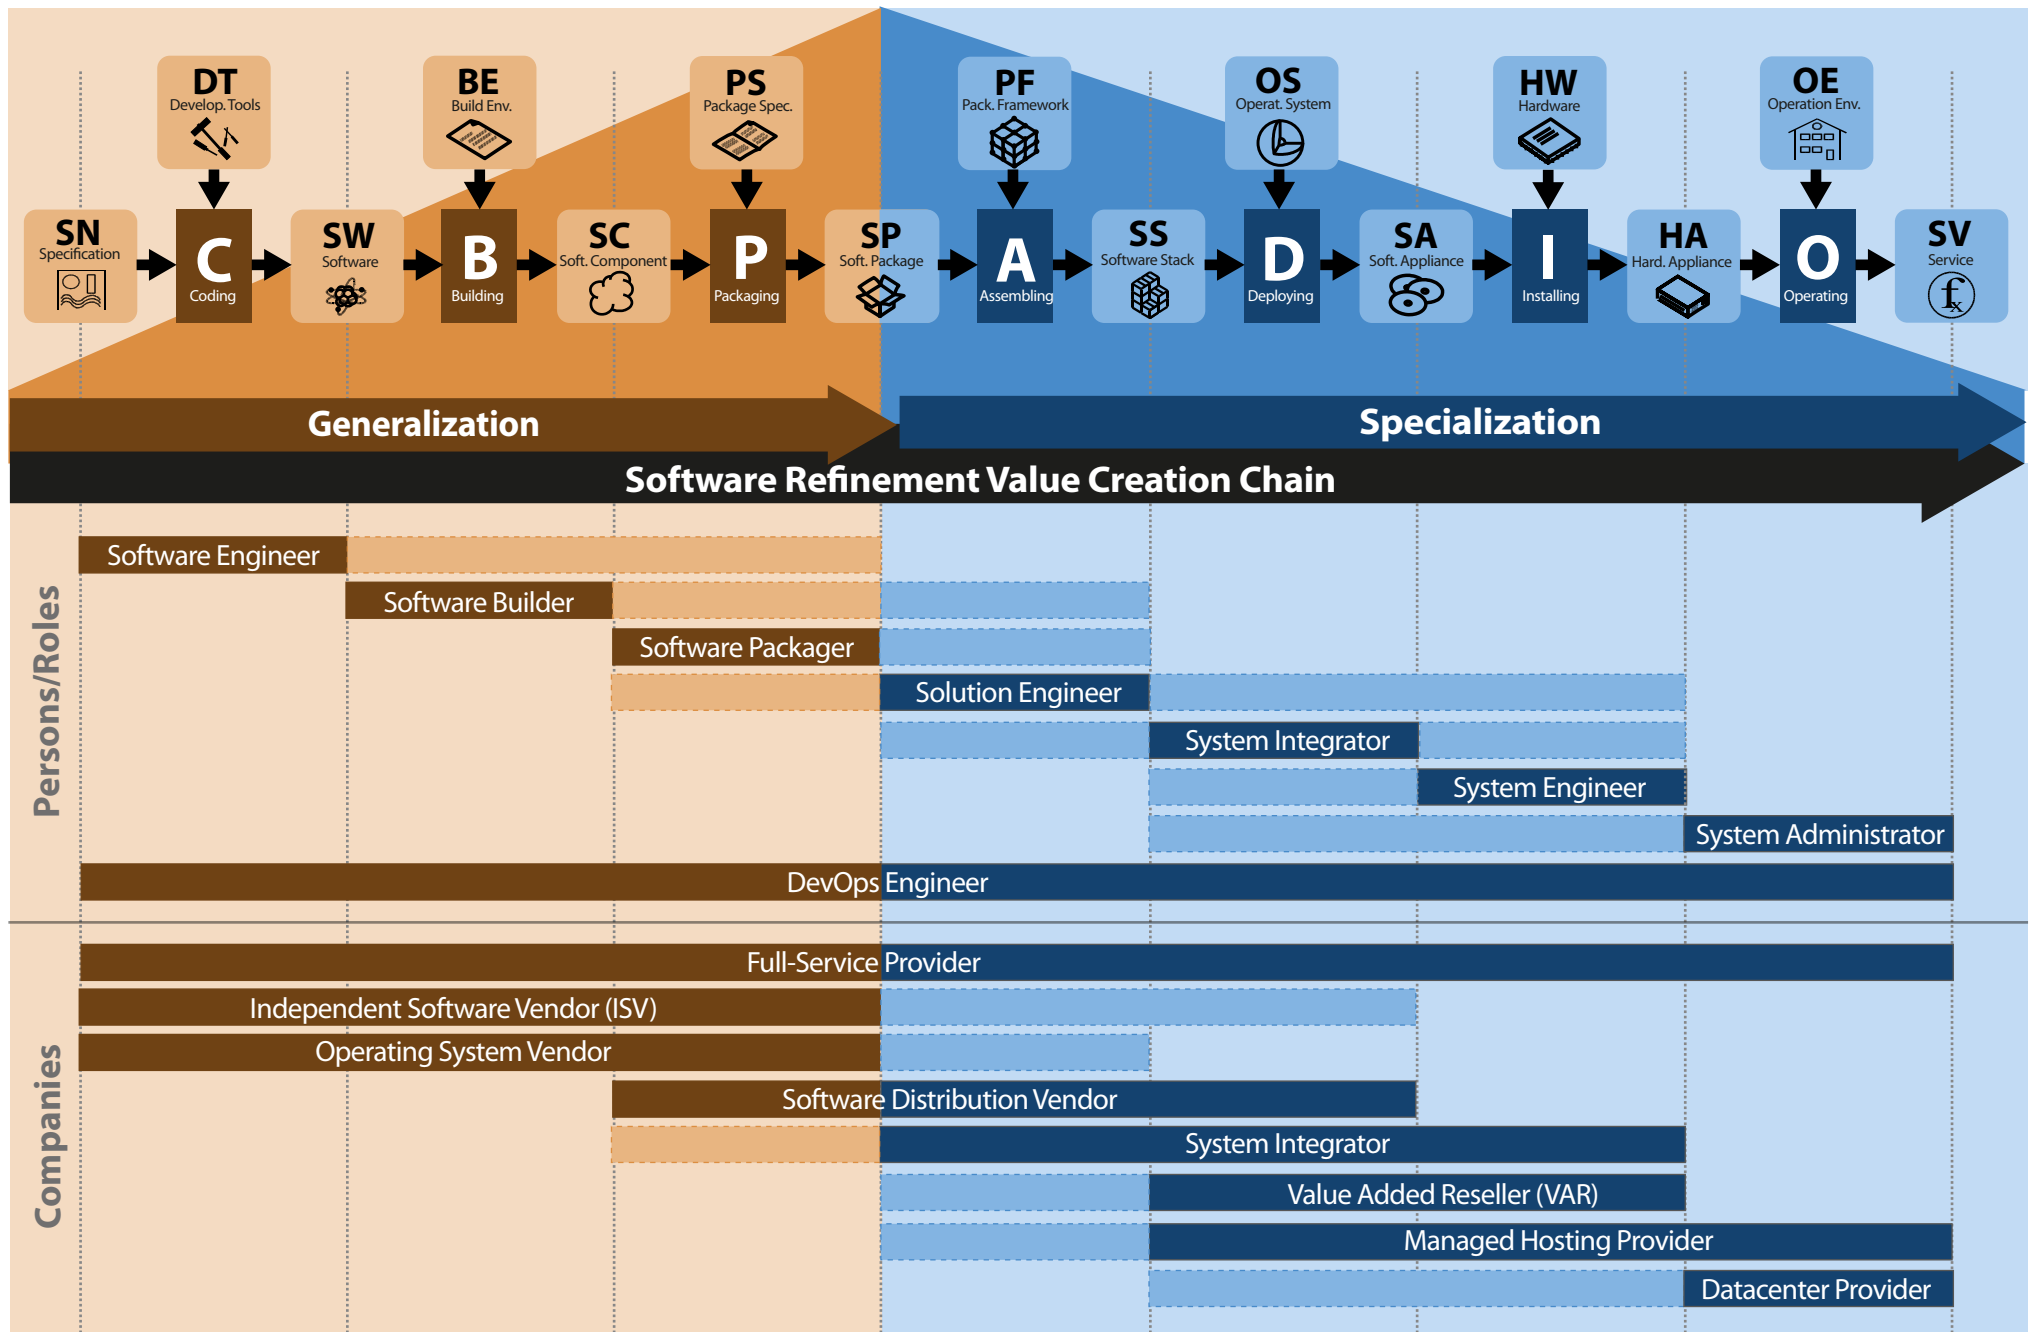 DT
Develop. Tools
BE
Build Env.
PS
Package Spec.
PF
Pack. Framework
OS
Operat. System
HW
Hardware
OE
Operation Env.
SN
Specification
C
Coding
SW
Software
B
Building
SC
Soft. Component
P
Packaging
SP
Soft. Package
A
Assembling
SS
Software Stack
D
Deploying
SA
Soft. Appliance
I
Installing
HA
Hard. Appliance
O
Operating
SV
Service
fx
Generalization
Specialization
Software Refinement Value Creation Chain
Persons/Roles
Software Engineer
Software Builder
Software Packager
Solution Engineer
System Integrator
System Engineer
System Administrator
DevOps Engineer
Companies
Full-Service Provider
Independent Software Vendor (ISV)
Operating System Vendor
Software Distribution Vendor
System Integrator
Value Added Reseller (VAR)
Managed Hosting Provider
Datacenter Provider